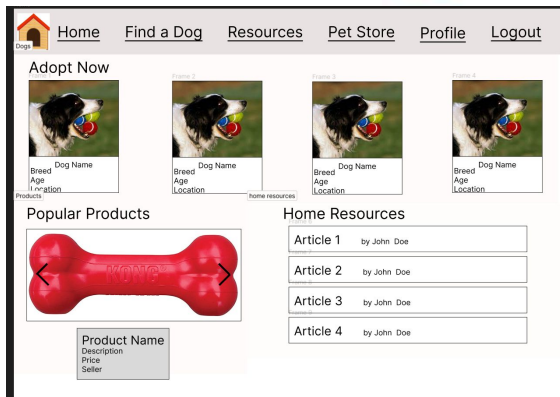 Home Find a Dog Resources Pet Store Profile Logout
Dogs
Adopt Now
Frame 2 Frame 3 Frame 4
Dog Name
Breed
Age
Location
Dog Name
Breed
Age
Location
Dog Name
Breed
Age
Location
Dog Name
Breed
Age
Location
Products
home resources
Popular Products
KONG
Product Name
Description
Price
Seller
Home Resources
Article 1 by John Doe
Article 2 by John Doe
Article 3 by John Doe
Article 4 by John Doe